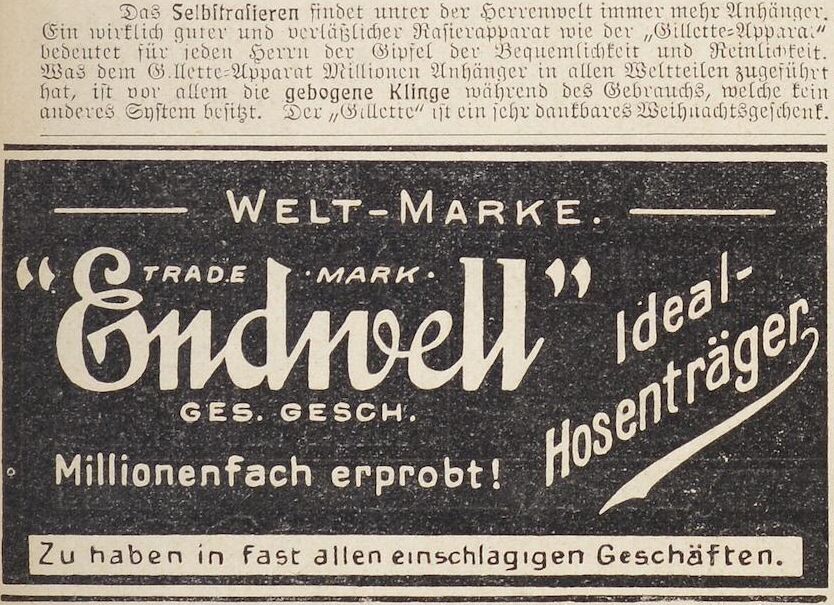 Das Selbstrasieren findet unter der Herrenwelt immer mehr Anhänger.
Ein wirklich guter und verläßlicher Rasierapparat wie der „Gillette-Apparat“
bedeutet für jeden Herrn der Gipfel der Bequemlichkeit und Reinlichkeit.
Was dem Gillette-Apparat Millionen Anhänger in allen Weltteilen zugeführt
hat, ist vor allem die gebogene Klinge während des Gebrauchs, welche kein
anderes System besitzt. Der „Gillette“ ist ein sehr dankbares Weihnachtsgeschenk.
WELT-MARKE.
TRADE MARK.
“Endwell”
GES. GESCH.
Ideal-
Hosenträger
Millionenfach erprobt!
Zu haben in fast allen einschlagigen Geschäften.